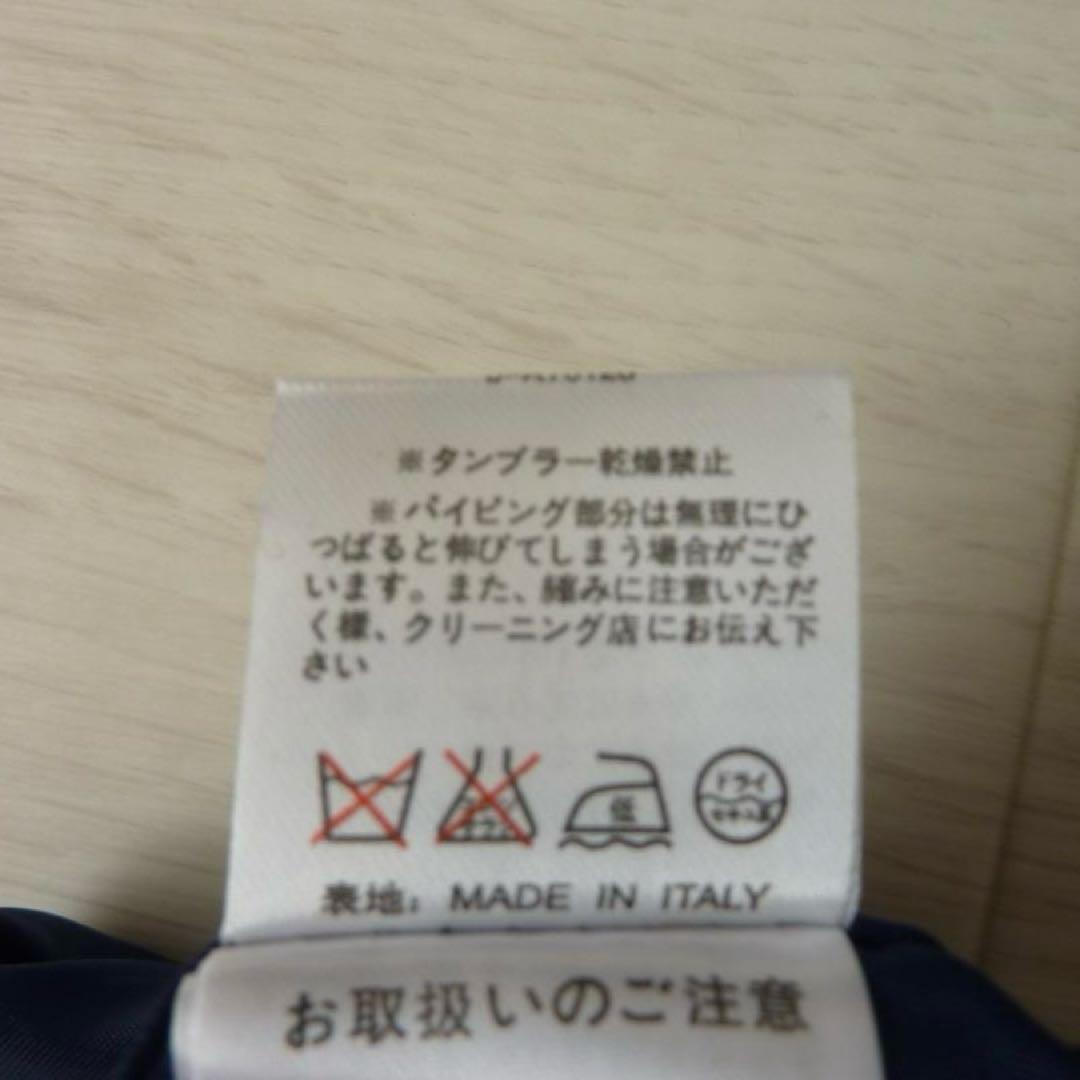 ※タンブラー乾燥禁止
※パイピング部分は無理にひ
っぱると伸びてしまう場合がござ
います。また、縮みに注意いただ
く様、クリーニング店にお伝え下
さい
低
ドライ
セキユ系
表地: MADE IN ITALY
お取扱いのご注意